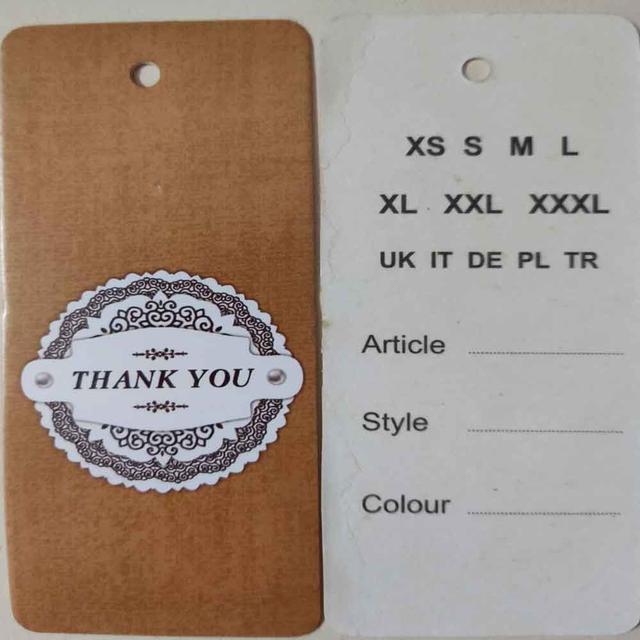 THANK YOU
XS S M L
XL XXL XXXL
UK IT DE PL TR
Article
Style
Colour